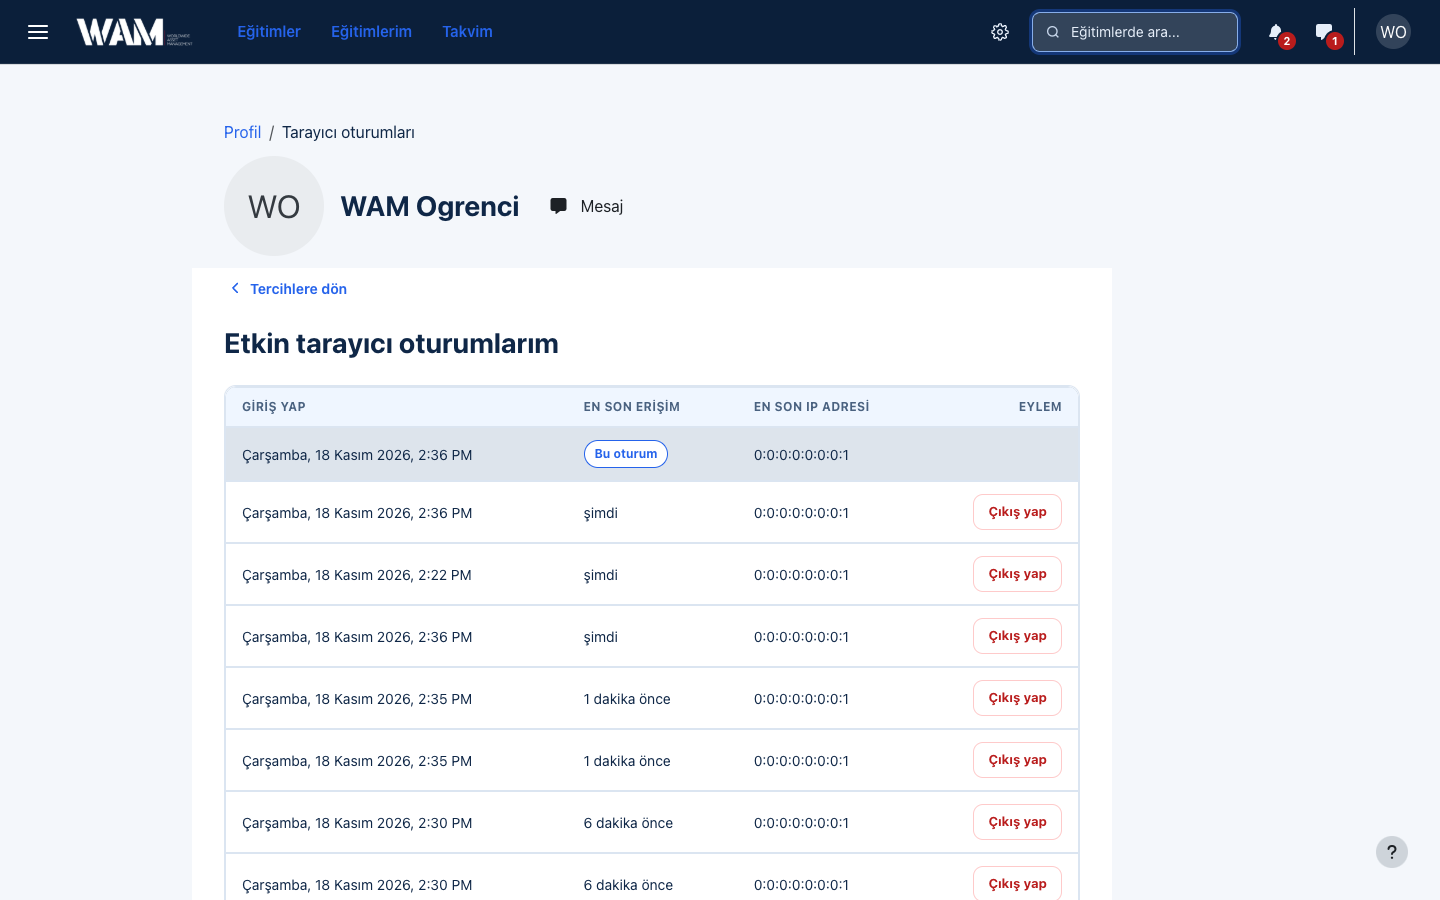 WAM
Eğitimler
Eğitimlerim
Takvim
Eğitimlerde ara...
2
1
WO
Profil / Tarayıcı oturumları
WO
WAM Ogrenci
Mesaj
Tercihlere dön
Etkin tarayıcı oturumlarım
GİRİŞ YAP EN SON ERİŞİM EN SON IP ADRESİ EYLEM
Çarşamba, 18 Kasım 2026, 2:36 PM Bu oturum 0:0:0:0:0:0:0:1
Çarşamba, 18 Kasım 2026, 2:36 PM şimdi 0:0:0:0:0:0:0:1 Çıkış yap
Çarşamba, 18 Kasım 2026, 2:22 PM şimdi 0:0:0:0:0:0:0:1 Çıkış yap
Çarşamba, 18 Kasım 2026, 2:36 PM şimdi 0:0:0:0:0:0:0:1 Çıkış yap
Çarşamba, 18 Kasım 2026, 2:35 PM 1 dakika önce 0:0:0:0:0:0:0:1 Çıkış yap
Çarşamba, 18 Kasım 2026, 2:35 PM 1 dakika önce 0:0:0:0:0:0:0:1 Çıkış yap
Çarşamba, 18 Kasım 2026, 2:30 PM 6 dakika önce 0:0:0:0:0:0:0:1 Çıkış yap
Çarşamba, 18 Kasım 2026, 2:30 PM 6 dakika önce 0:0:0:0:0:0:0:1 Çıkış yap
?